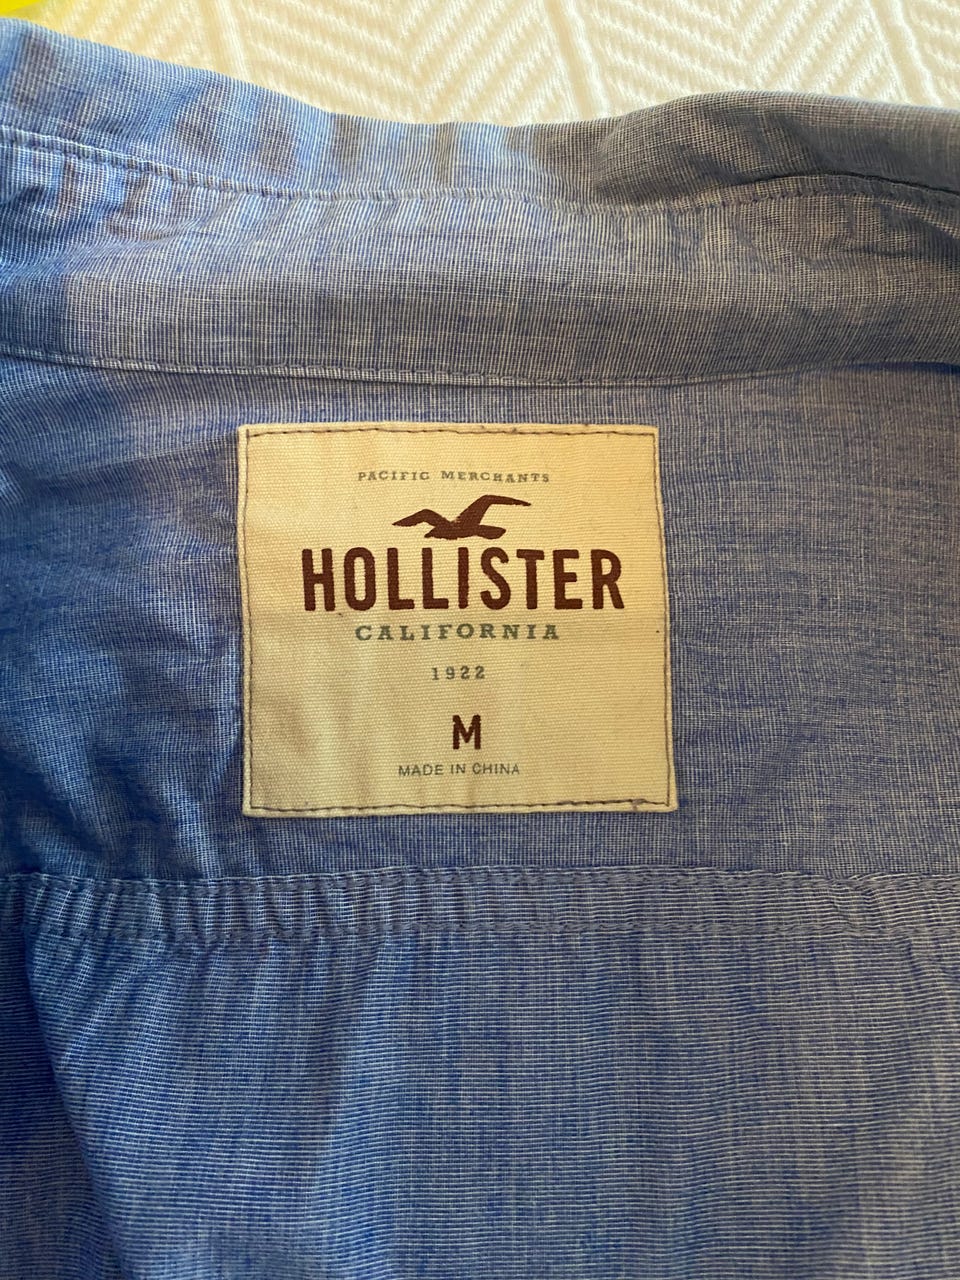 PACIFIC MERCHANTS
HOLLISTER
CALIFORNIA
1922
M
MADE IN CHINA